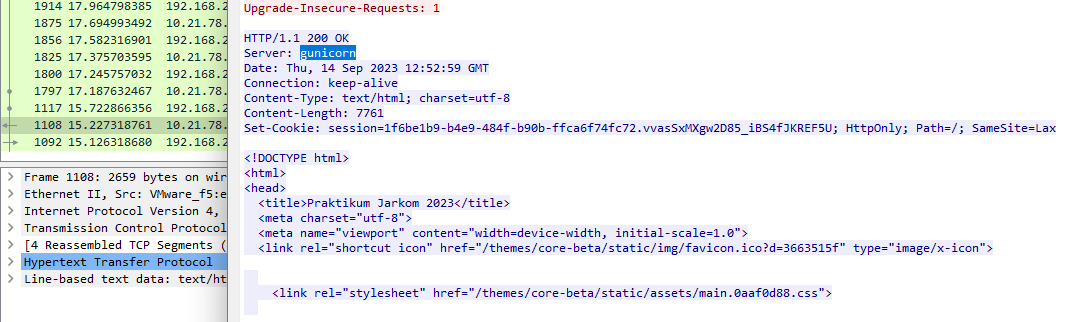 1914 17.964798385 192.168.2
1875 17.694993492 10.21.78.
1856 17.582316901 192.168.2
1825 17.375703595 10.21.78.
1800 17.245757032 192.168.2
1797 17.187632467 10.21.78.
1117 15.722866356 192.168.2
1108 15.227318761 10.21.78.
1092 15.126318680 192.168.2
Frame 1108: 2659 bytes on wir
Ethernet II, Src: VMware_f5:e
Internet Protocol Version 4,
Transmission Control Protocol
[4 Reassembled TCP Segments (
Hypertext Transfer Protocol
Line-based text data: text/ht
Upgrade-Insecure-Requests: 1
HTTP/1.1 200 OK
Server: gunicorn
Date: Thu, 14 Sep 2023 12:52:59 GMT
Connection: keep-alive
Content-Type: text/html; charset=utf-8
Content-Length: 7761
Set-Cookie: session=1f6be1b9-b4e9-484f-b90b-ffca6f74fc72.vvasSxMXgw2D85_iBS4fJKREF5U; HttpOnly; Path=/; SameSite=Lax
<!DOCTYPE html>
<html>
<head>
<title>Praktikum Jarkom 2023</title>
<meta charset="utf-8">
<meta name="viewport" content="width=device-width, initial-scale=1.0">
<link rel="shortcut icon" href="/themes/core-beta/static/img/favicon.ico?d=3663515f" type="image/x-icon">
<link rel="stylesheet" href="/themes/core-beta/static/assets/main.0aaf0d88.css">